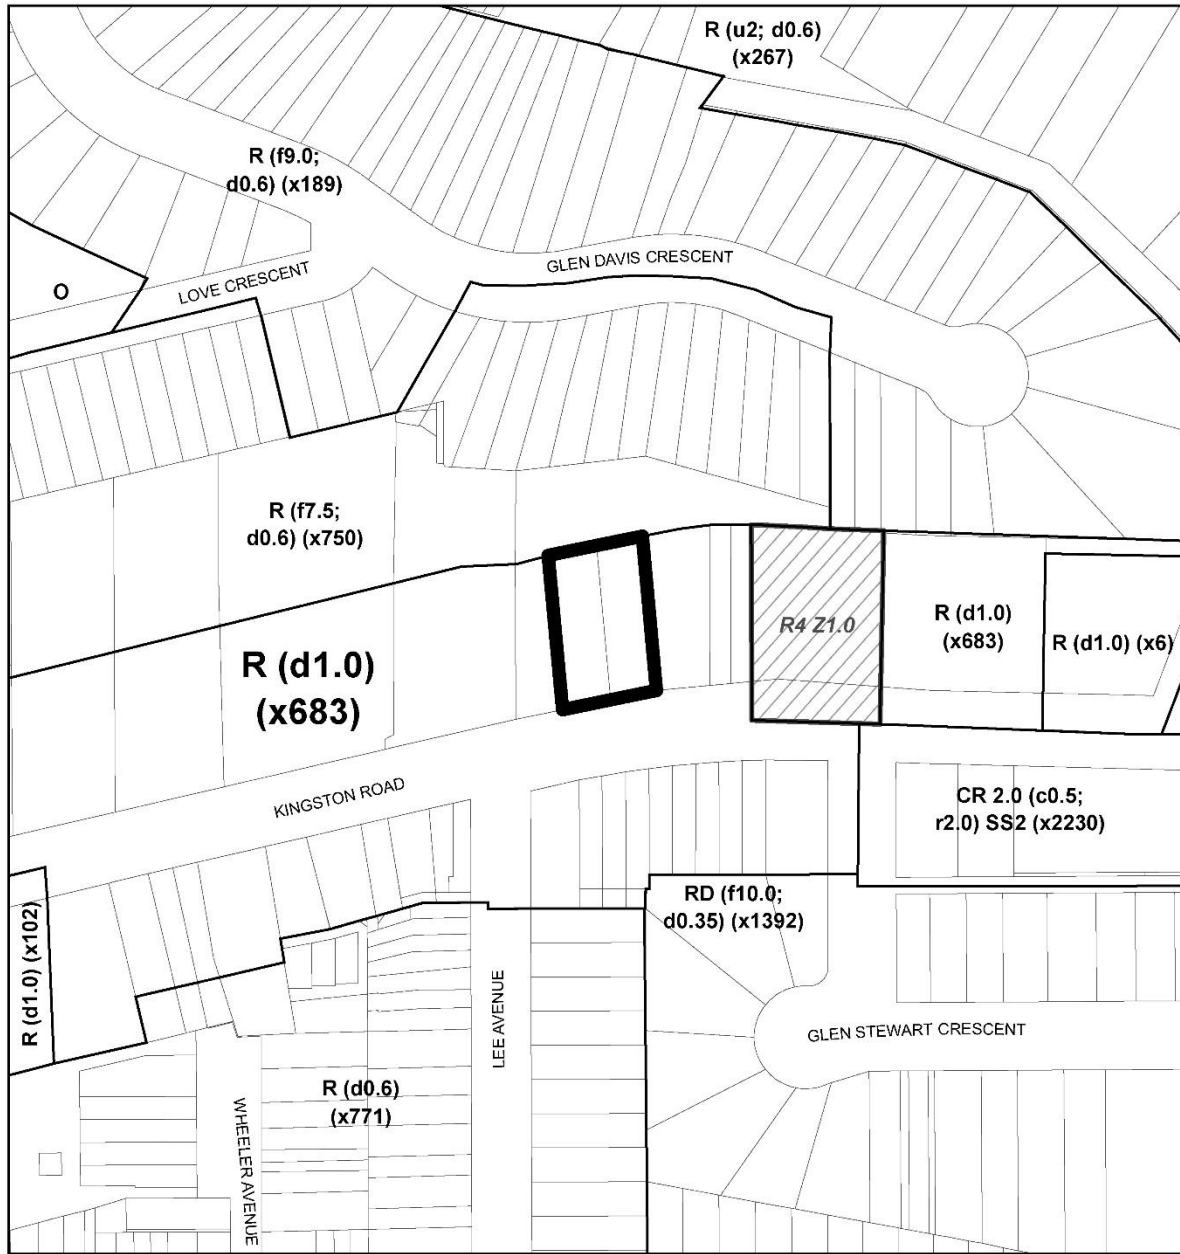 R (u2; d0.6)
(x267)
R (f9.0;
d0.6) (x189)
GLEN DAVIS CRESCENT
LOVE CRESCENT
O
R (f7.5;
d0.6) (x750)
R4 Z1.0
R (d1.0)
(x683)
R (d1.0) (x6)
R (d1.0)
(x683)
KINGSTON ROAD
CR 2.0 (c0.5;
r2.0) SS2 (x2230)
RD (f10.0;
d0.35) (x1392)
R (d1.0) (x102)
LEE AVENUE
GLEN STEWART CRESCENT
R (d0.6)
(x771)
WHEELER AVENUE